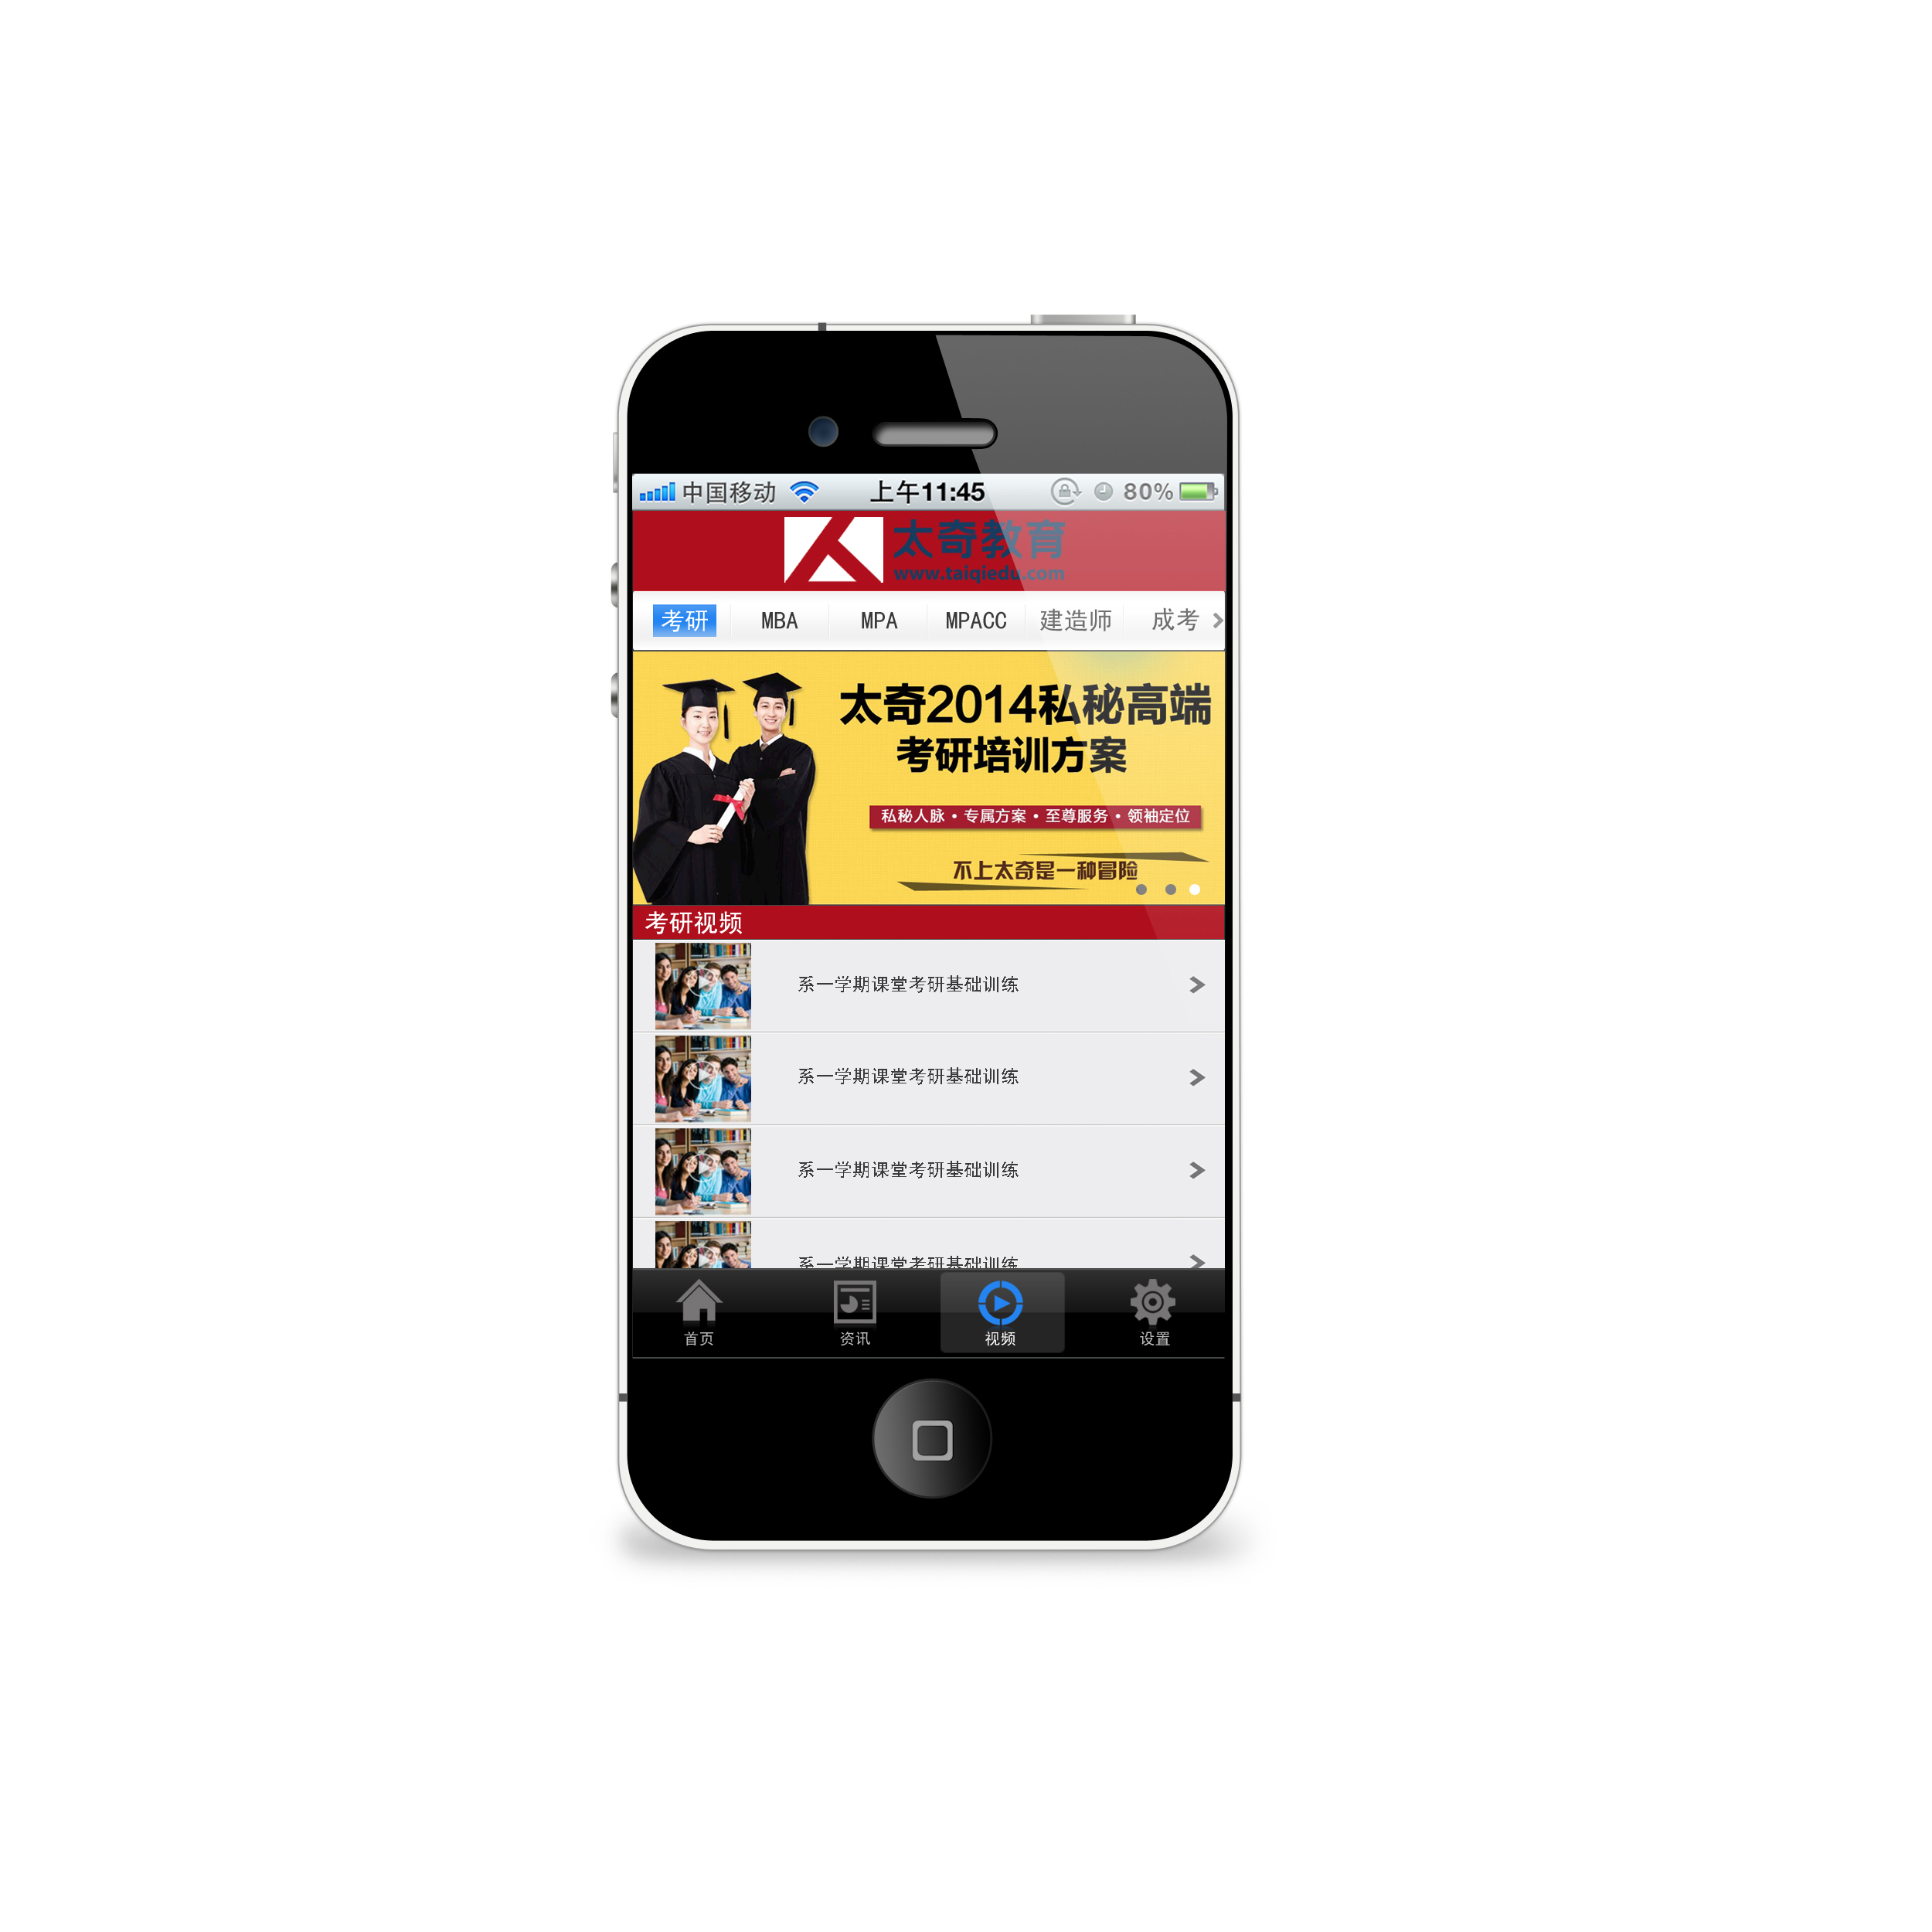 中国移动 上午11:45 80%
太奇教育
www.taiqiedu.com
考研 MBA MPA MPACC 建造师 成考
太奇2014私秘高端
考研培训方案
私秘人脉·专属方案·至尊服务·领袖定位
不上太奇是一种冒险
考研视频
系一学期课堂考研基础训练
系一学期课堂考研基础训练
系一学期课堂考研基础训练
系一学期课堂考研基础训练
首页 资讯 视频 设置